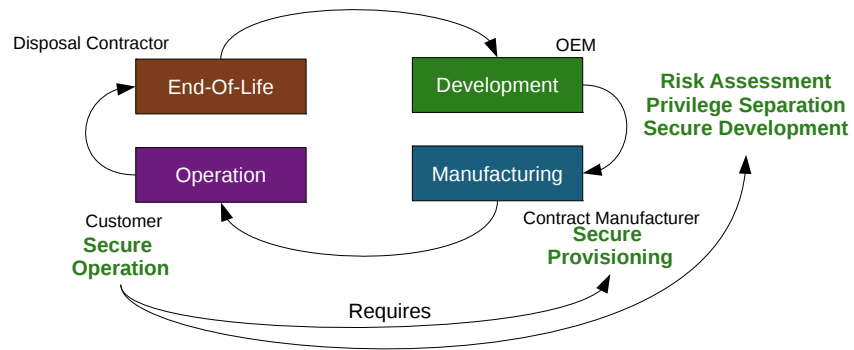 Disposal Contractor
OEM
End-Of-Life
Development
Risk Assessment
Privilege Separation
Secure Development
Operation
Manufacturing
Customer
Secure
Operation
Contract Manufacturer
Secure
Provisioning
Requires